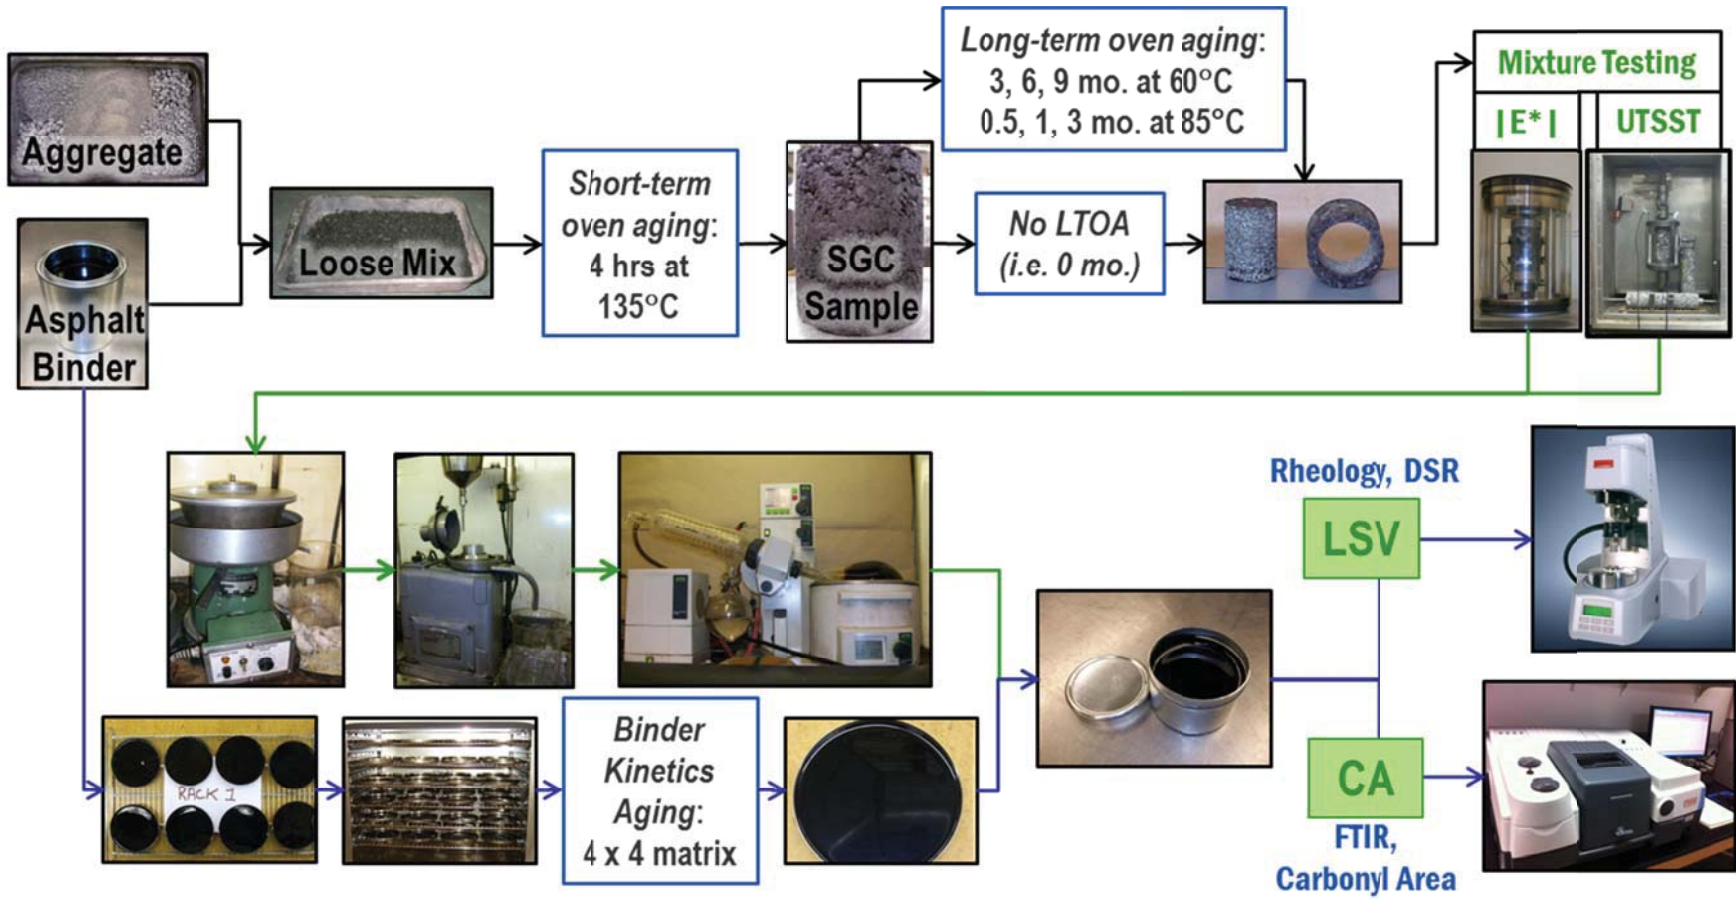 Aggregate
Asphalt
Binder
Loose Mix
Short-term
oven aging:
4 hrs at
135°C
SGC
Sample
Long-term oven aging:
3, 6, 9 mo. at 60°C
0.5, 1, 3 mo. at 85°C
No LTOA
(i.e. 0 mo.)
Mixture Testing
|E*|
UTSST
RACK 1
Binder
Kinetics
Aging:
4 x 4 matrix
Rheology, DSR
LSV
CA
FTIR,
Carbonyl Area